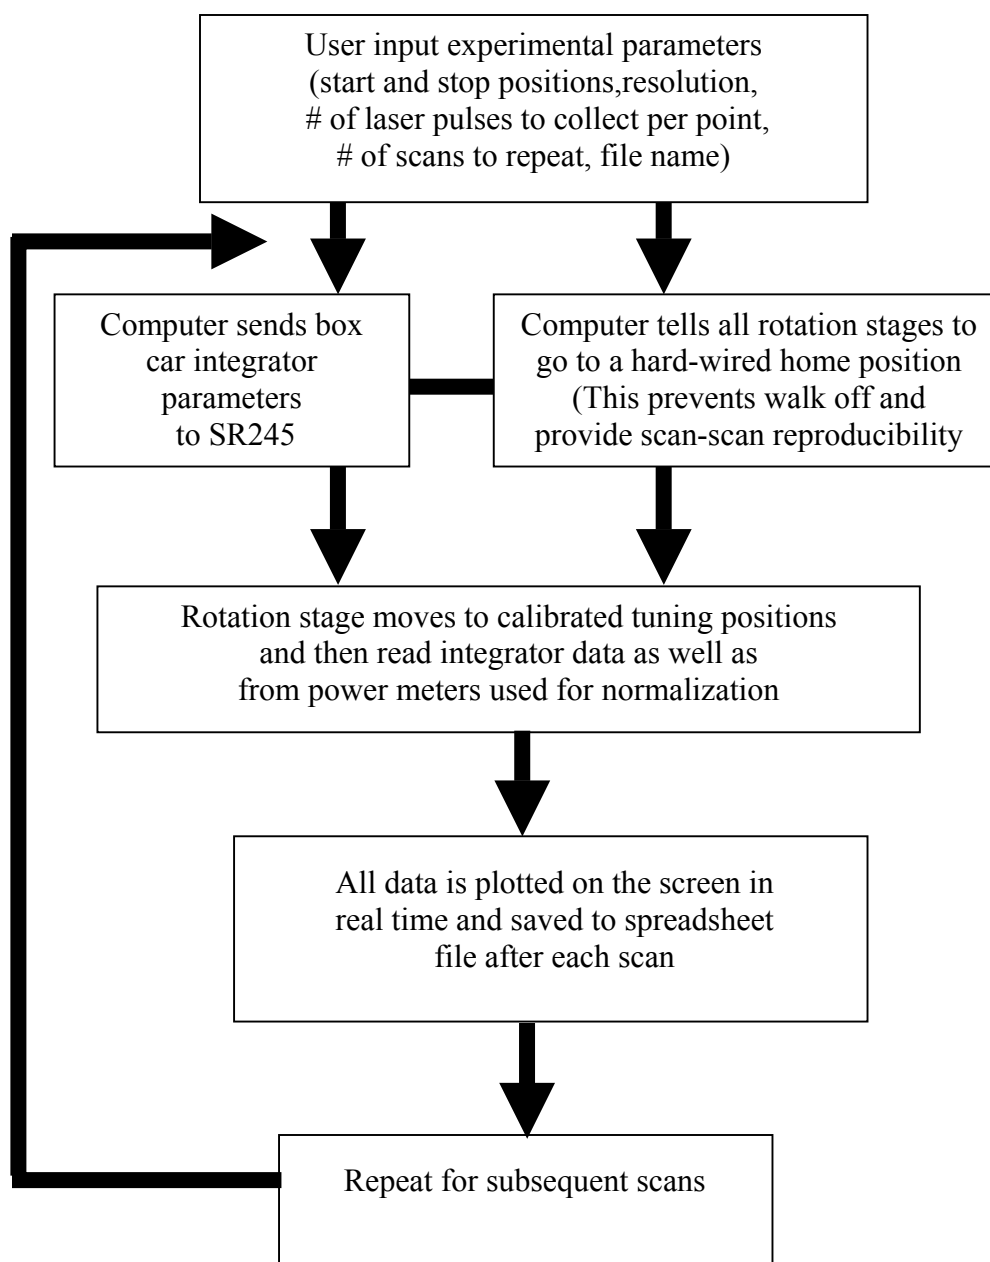 User input experimental parameters
(start and stop positions,resolution,
# of laser pulses to collect per point,
# of scans to repeat, file name)
Computer sends box
car integrator
parameters
to SR245
Computer tells all rotation stages to
go to a hard-wired home position
(This prevents walk off and
provide scan-scan reproducibility
Rotation stage moves to calibrated tuning positions
and then read integrator data as well as
from power meters used for normalization
All data is plotted on the screen in
real time and saved to spreadsheet
file after each scan
Repeat for subsequent scans